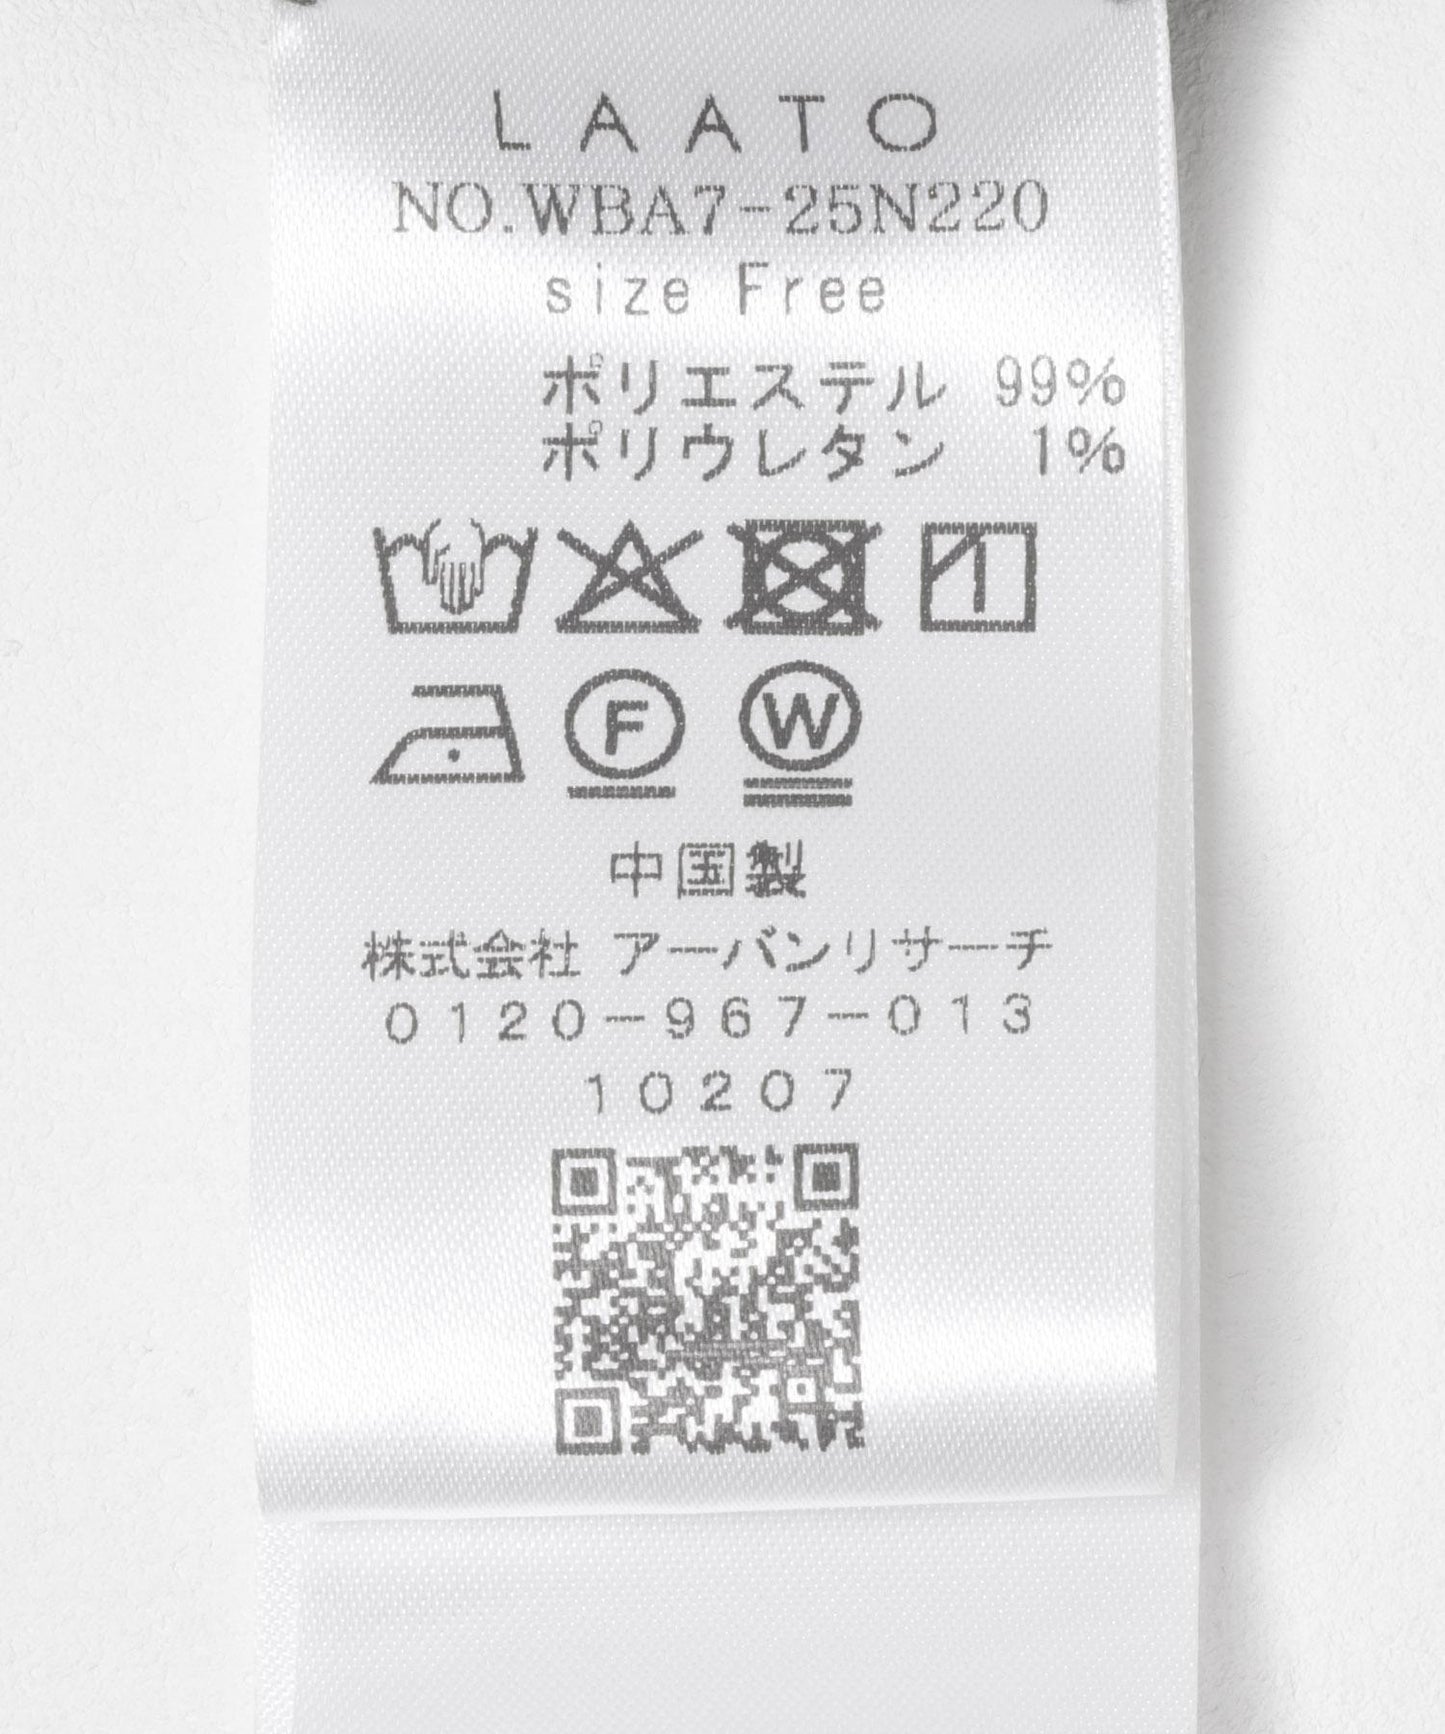 LAATO
NO.WBA7-25N220
size Free
ポリエステル 99%
ポリウレタン 1%
F W
中国製
株式会社 アーバンリサーチ
0120-967-013
10207